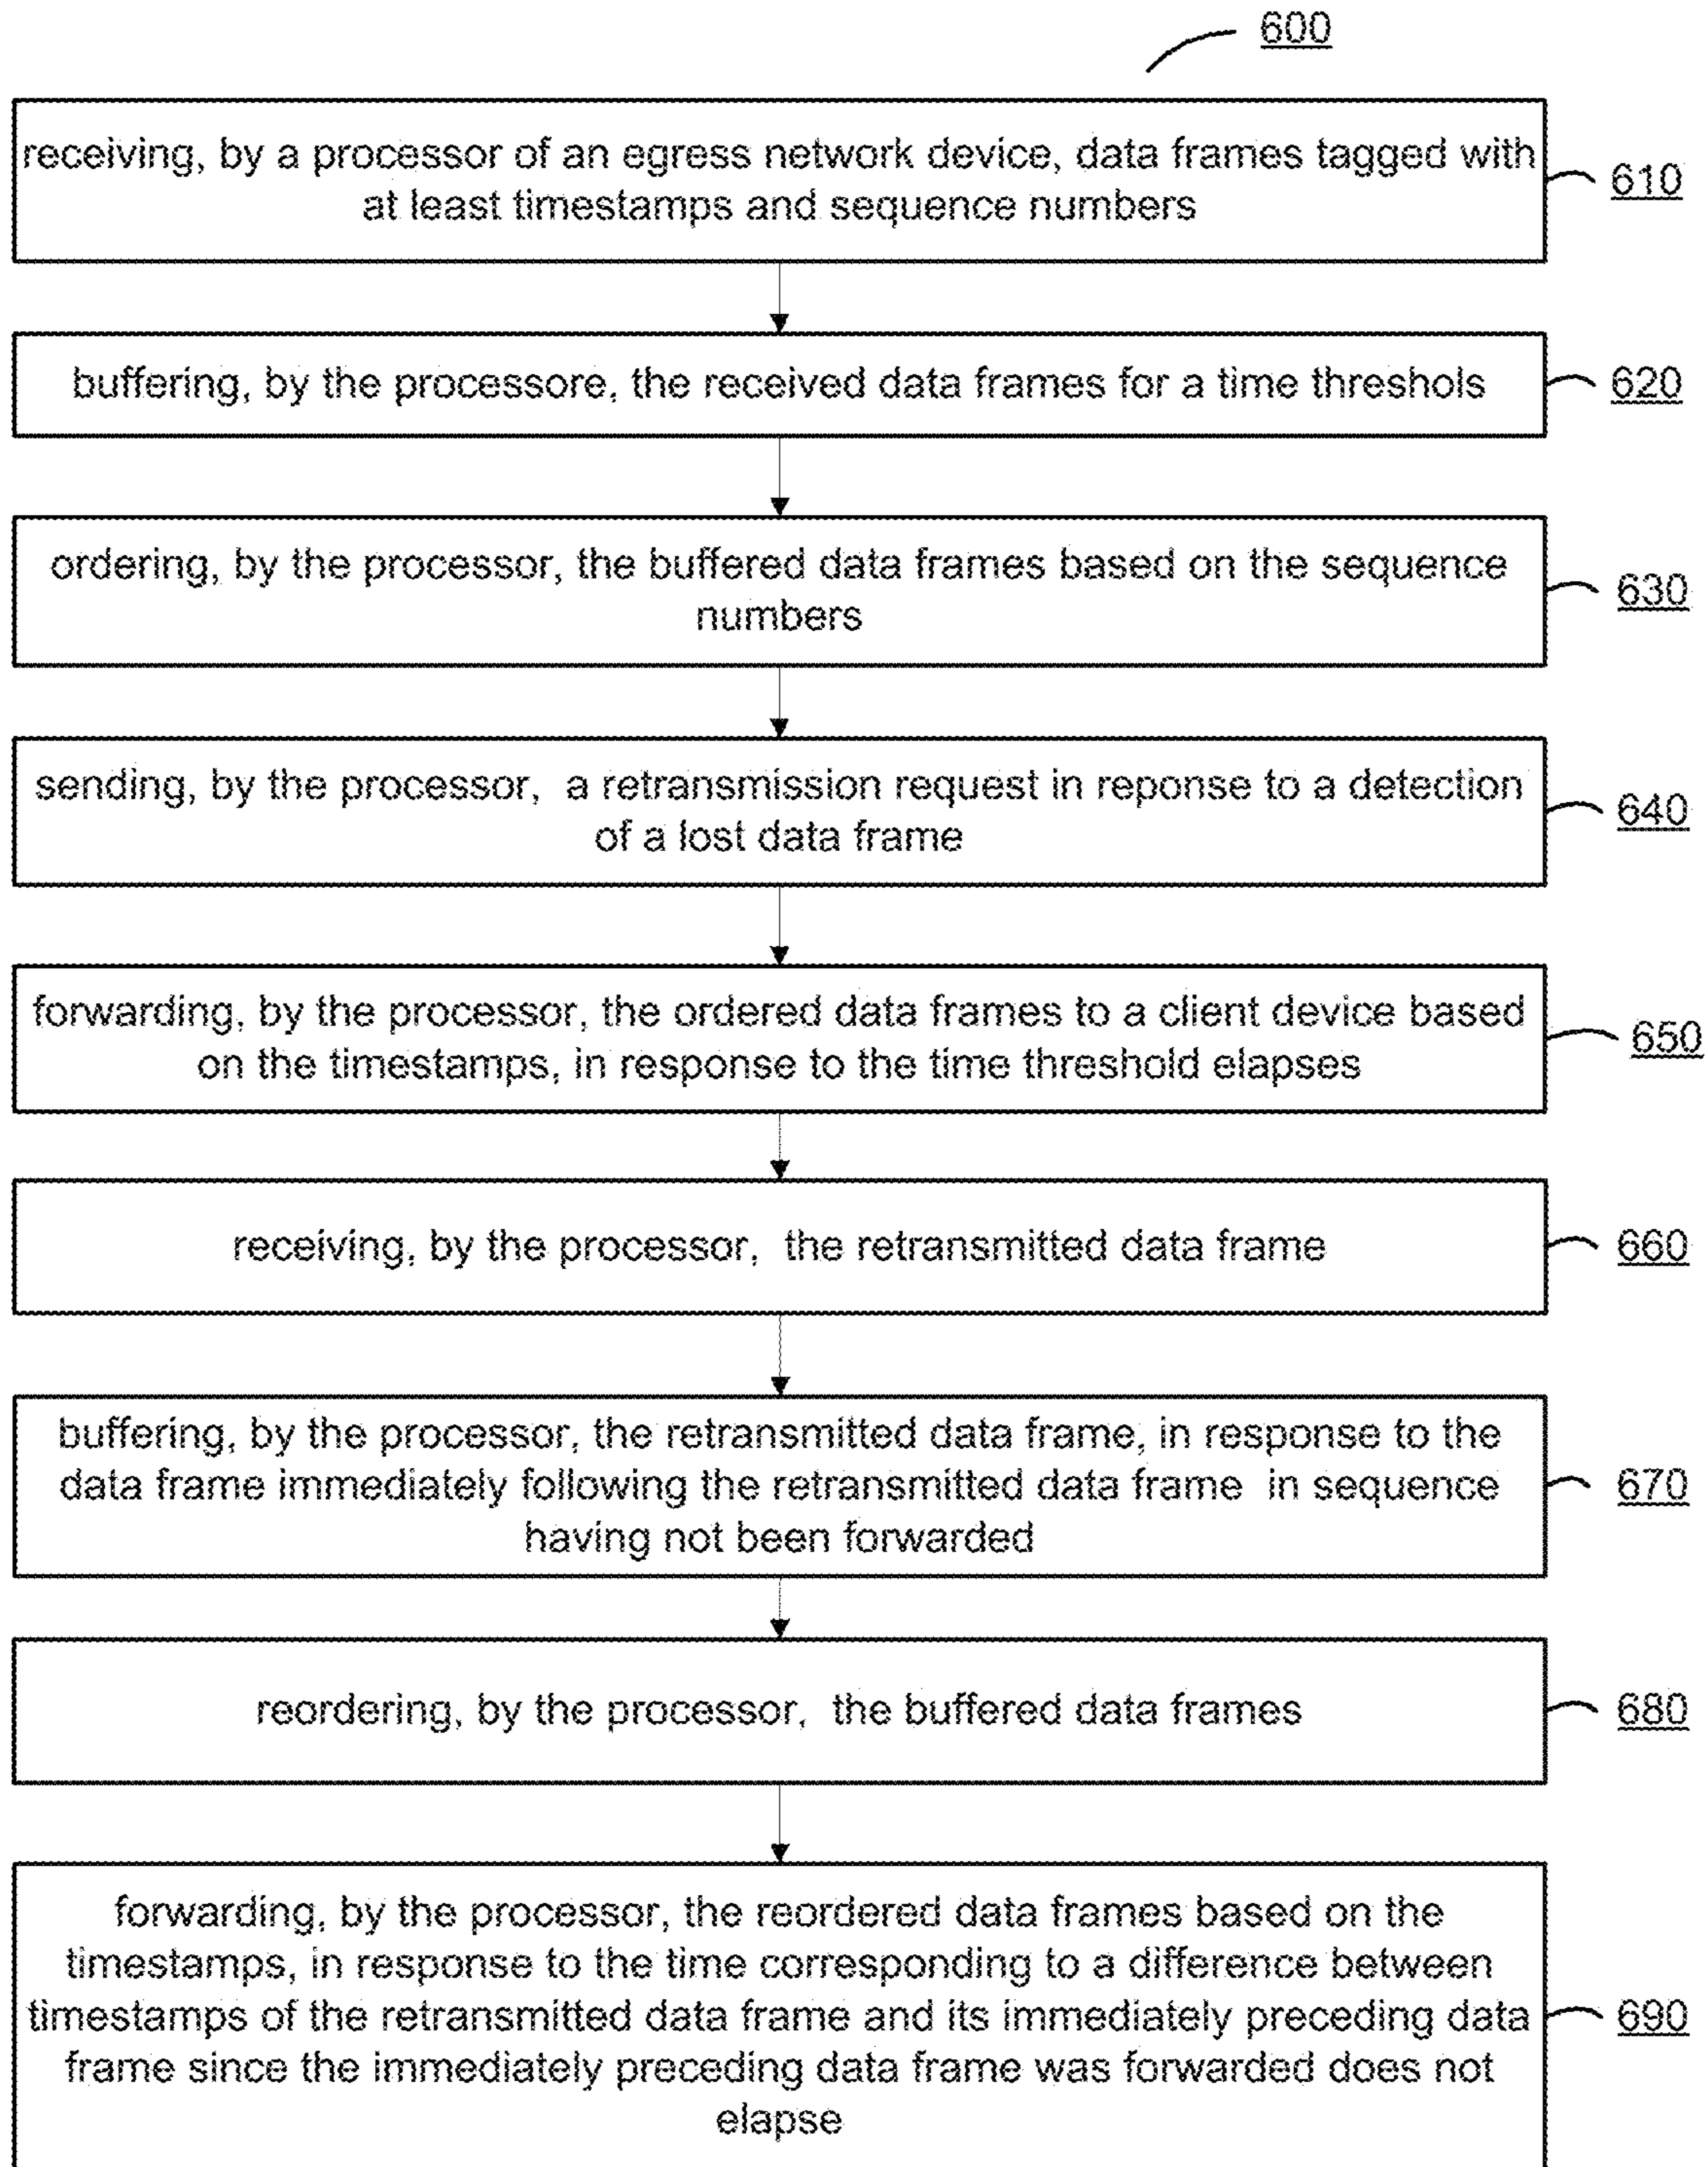 600
receiving, by a processor of an egress network device, data frames tagged with
at least timestamps and sequence numbers
610
buffering, by the processore, the received data frames for a time threshols
620
ordering, by the processor, the buffered data frames based on the sequence
numbers
630
sending, by the processor, a retransmission request in reponse to a detection
of a lost data frame
640
forwarding, by the processor, the ordered data frames to a client device based
on the timestamps, in response to the time threshold elapses
650
receiving, by the processor, the retransmitted data frame
660
buffering, by the processor, the retransmitted data frame, in response to the
data frame immediately following the retransmitted data frame in sequence
having not been forwarded
670
reordering, by the processor, the buffered data frames
680
forwarding, by the processor, the reordered data frames based on the
timestamps, in response to the time corresponding to a difference between
timestamps of the retransmitted data frame and its immediately preceding data
frame since the immediately preceding data frame was forwarded does not
elapse
690